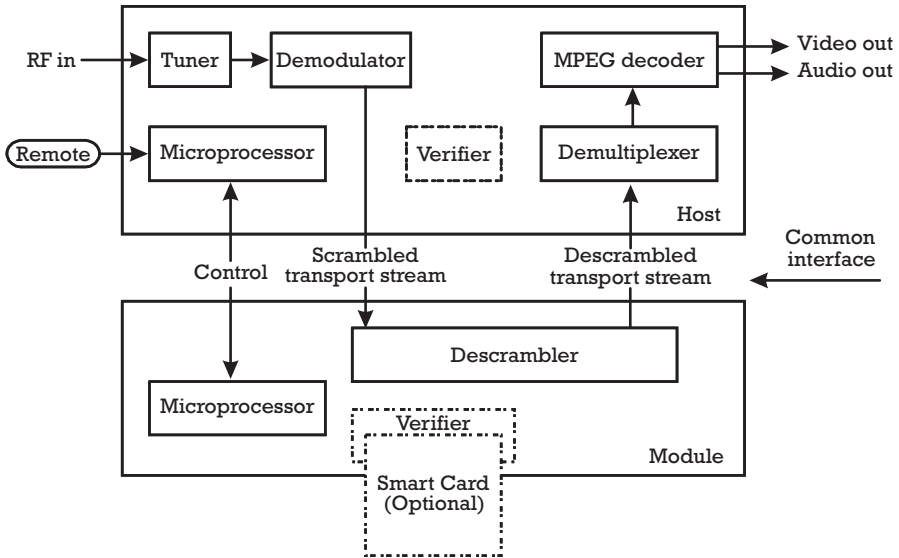 RF in
Tuner
Demodulator
MPEG decoder
Video out
Audio out
Remote
Microprocessor
Verifier
Demultiplexer
Host
Control
Scrambled
transport stream
Descrambled
transport stream
Common
interface
Descrambler
Microprocessor
Verifier
Module
Smart Card
(Optional)